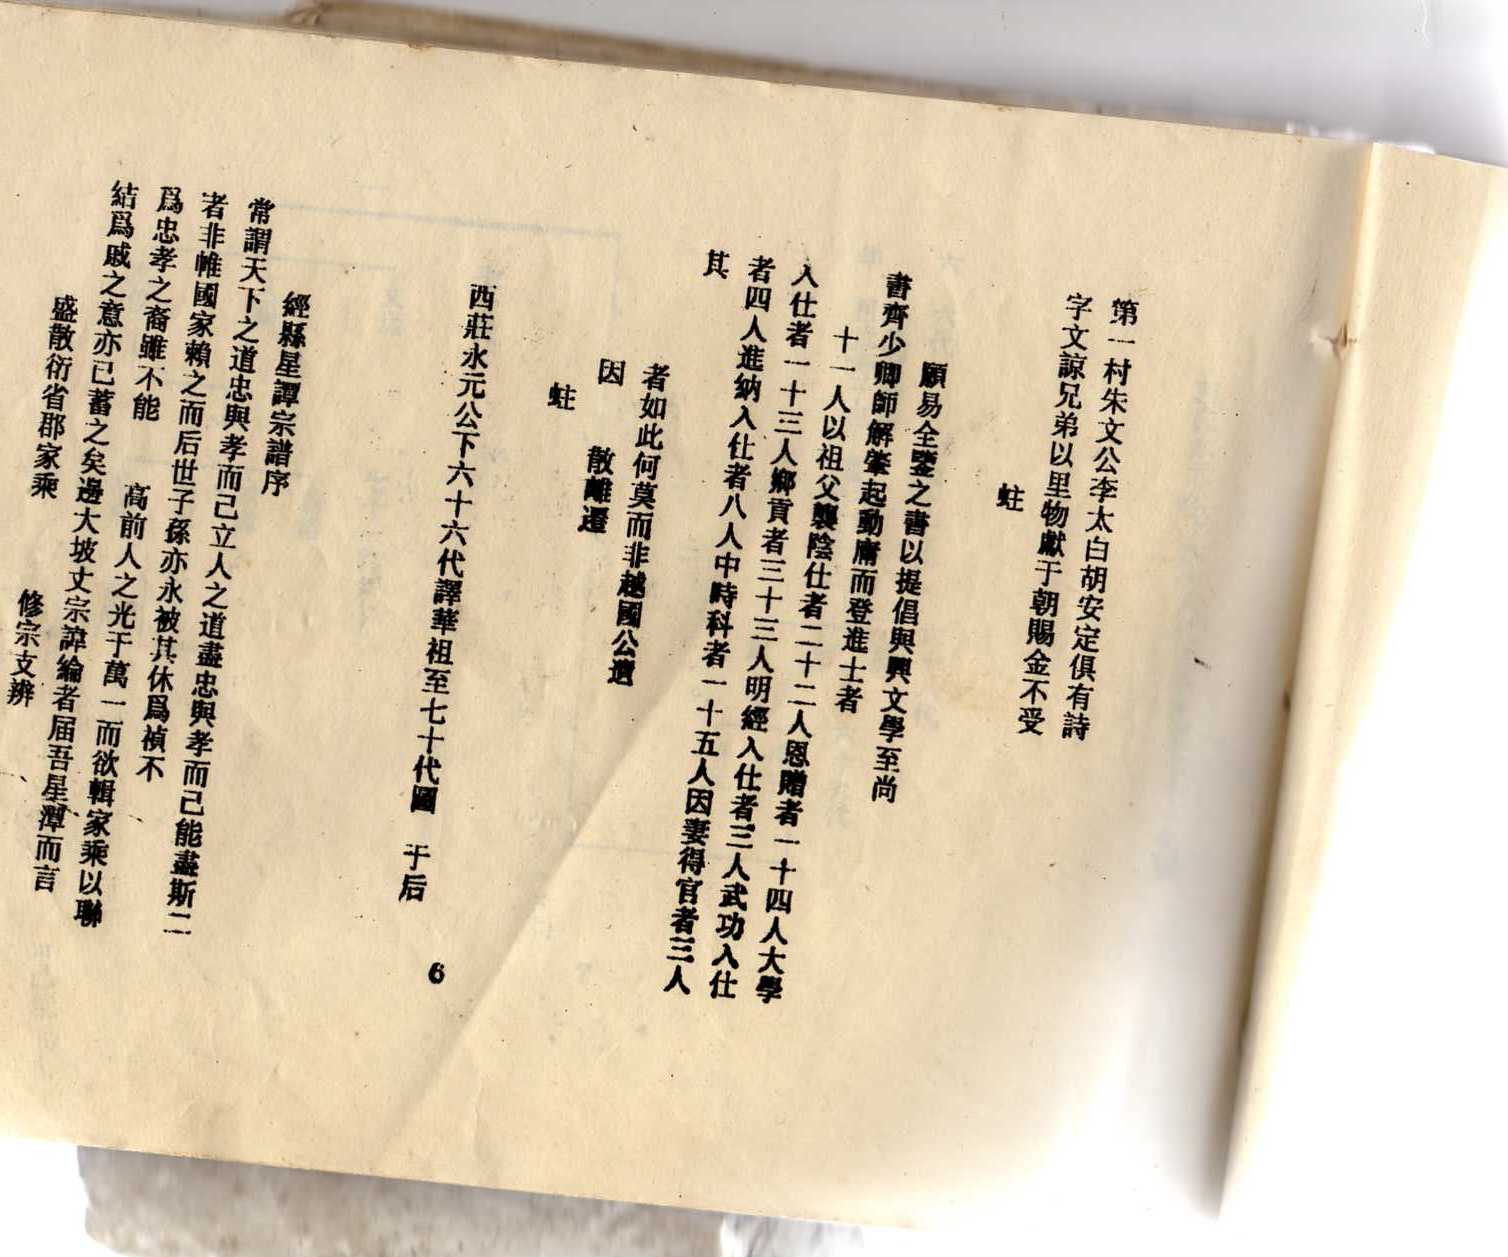 第一村朱文公李太白胡安定俱有詩
字文諒兄弟以里物獻于朝賜金不受
蛀
願易全鑒之書以提倡與興文學至尚
書齊少卿師解肇起動庸而登進士者
十一人以祖父襲陰仕者二十二人恩贈者一十四人大學
入仕者一十三人鄉貢者三十三人明經入仕者三人武功入仕
者四人進納入仕者八人中時科者一十五人因妻得官者三人
其
者如此何莫而非越國公遺
因 散離遷
蛀
西莊永元公下六十六代譯華祖至七十代圖 于后
6
經縣星譚宗譜序
常謂天下之道忠與孝而己立人之道盡忠與孝而己能盡斯二
者非帷國家賴之而后世子孫亦永被其休爲禎不
爲忠孝之裔雖不能 高前人之光于萬一而欲輯家乘以聯
結爲戚之意亦已蓄之矣邊大坡丈宗諱綸者届吾星潭而言
盛散衍省郡家乘 修宗支辨